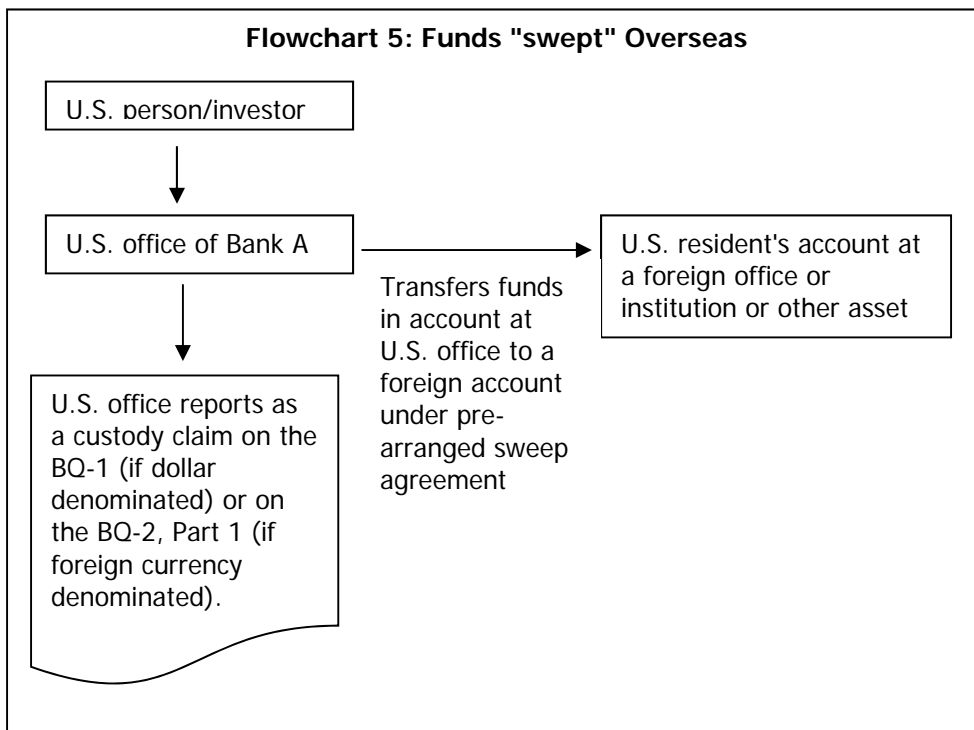 Flowchart 5: Funds "swept" Overseas
U.S. person/investor
U.S. office of Bank A
U.S. resident's account at
a foreign office or
institution or other asset
Transfers funds
in account at
U.S. office to a
foreign account
under pre-
arranged sweep
agreement
U.S. office reports as
a custody claim on the
BQ-1 (if dollar
denominated) or on
the BQ-2, Part 1 (if
foreign currency
denominated).